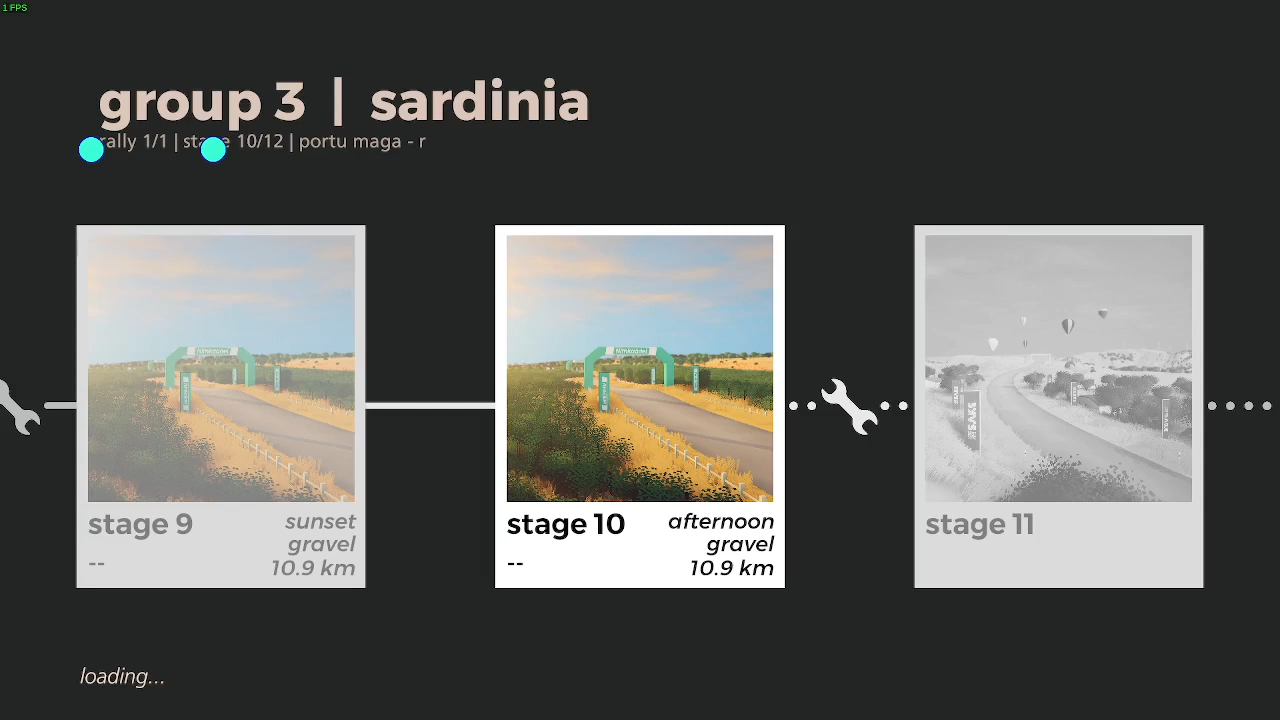 1 FPS
group 3 | sardinia
rally 1/1 | stage 10/12 | portu maga - r
stage 9
sunset
gravel
--
10.9 km
stage 10
afternoon
gravel
--
10.9 km
stage 11
loading...